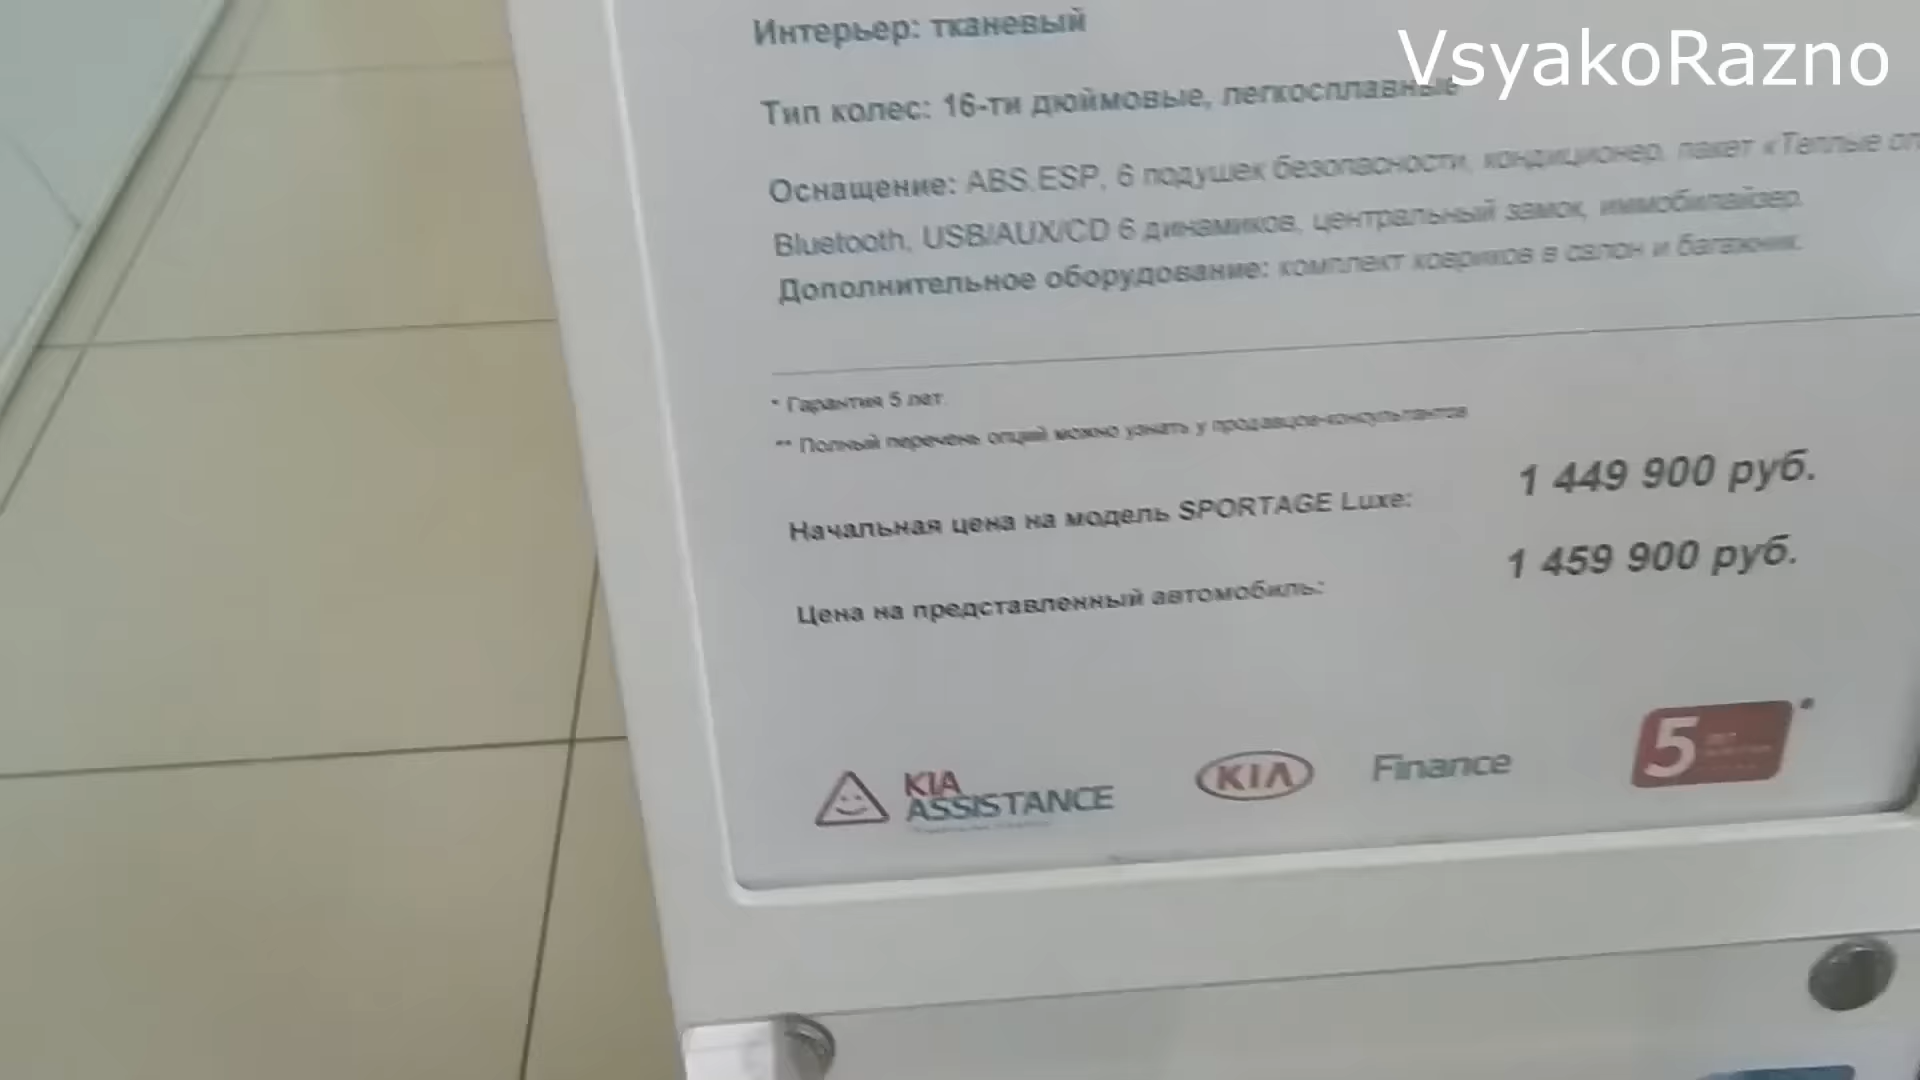 VsyakoRazno
Интерьер: тканевый
Тип колес: 16-ти дюймовые, легкосплавные
Оснащение: ABS,ESP, 6 подушек безопасности, кондиционер, пакет «Теплые
Bluetooth, USB/AUX/CD 6 динамиков, центральный замок, иммобилайзер.
Дополнительное оборудование: комплект ковриков в салон и багажник.
* Гарантия 5 лет.
** Полный перечень опций можно узнать у продавцов-консультантов
Начальная цена на модель SPORTAGE Luxe: 1 449 900 руб.
Цена на представленный автомобиль: 1 459 900 руб.
KIA
ASSISTANCE
KIA Finance
5 *